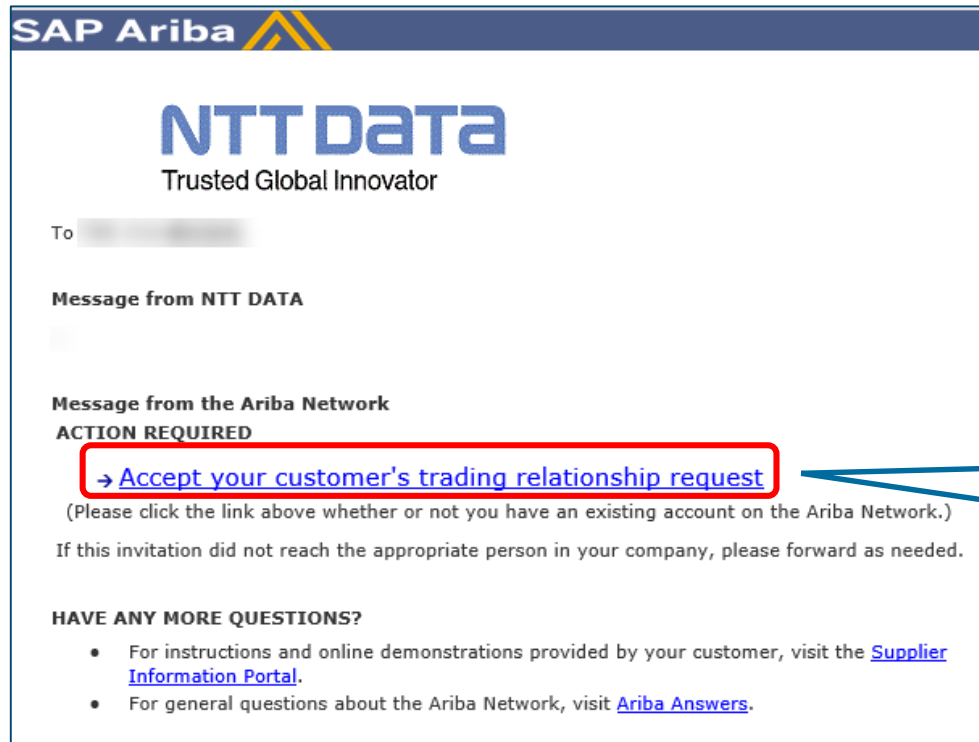 SAP Ariba
NTT DATA
Trusted Global Innovator
To
Message from NTT DATA
Message from the Ariba Network
ACTION REQUIRED
→ Accept your customer's trading relationship request
(Please click the link above whether or not you have an existing account on the Ariba Network.)
If this invitation did not reach the appropriate person in your company, please forward as needed.
HAVE ANY MORE QUESTIONS?
• For instructions and online demonstrations provided by your customer, visit the Supplier
Information Portal.
• For general questions about the Ariba Network, visit Ariba Answers.